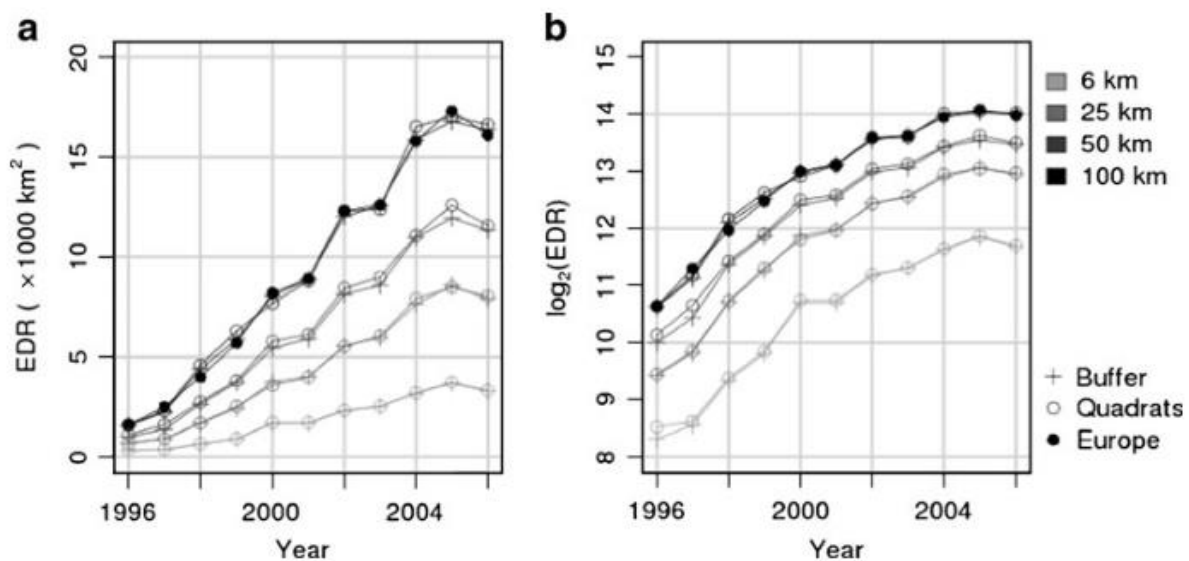 a
20
15
10
5
0
EDR ( ×1000 km² )
1996
2000
2004
Year
b
15
14
13
12
11
10
9
8
log₂(EDR)
1996
2000
2004
Year
6 km
25 km
50 km
100 km
Buffer
Quadrats
Europe